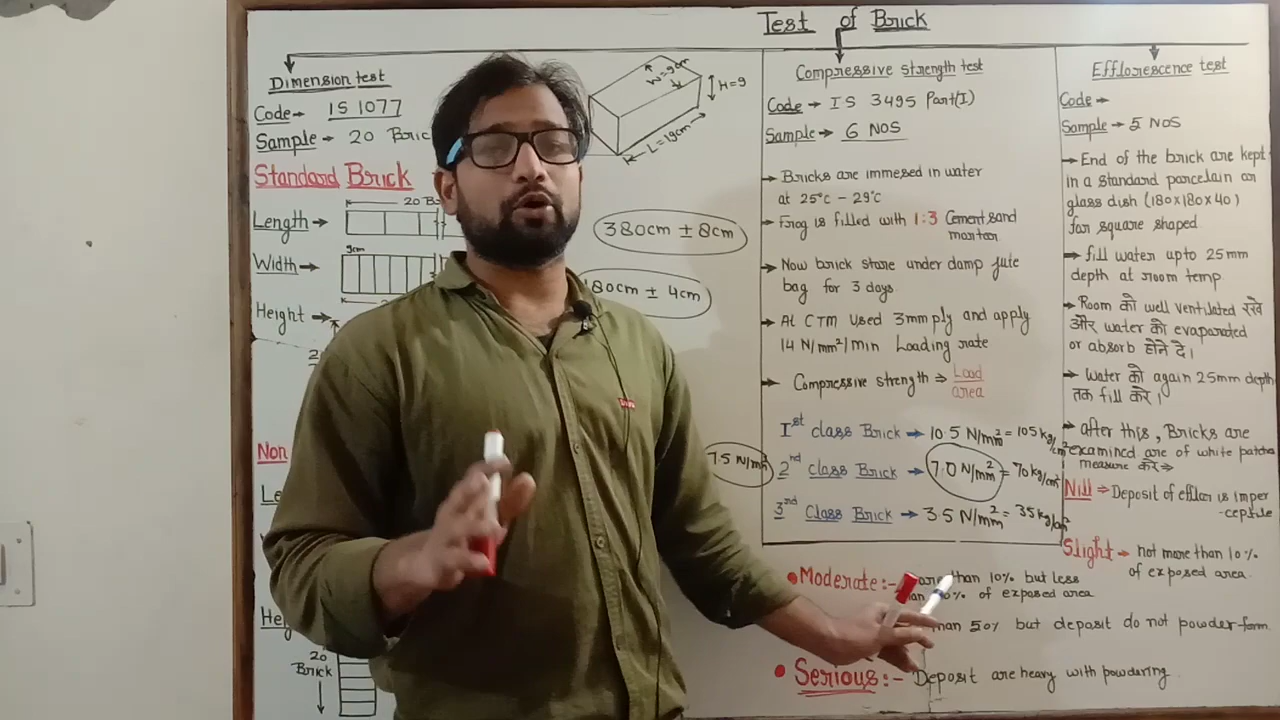 Test of Brick
Dimension test
Code→ IS 1077
Sample→ 20 Bric
W=9cm
H=9
L=19cm
Standard Brick
Length→
20 B
380cm ± 8cm
Width→
9cm
80cm ± 4cm
Height→
Non
Le
He
20
Brick
Compressive strength test
Code→ IS 3495 Part(I)
Sample→ 6 NOS
→ Bricks are immesed in water
at 25°c - 29°c
→ Frog is filled with 1:3 Cement sand
mortar
→ Now brick store under damp jute
bag for 3 days.
→ At CTM Used 3mm ply and apply
14 N/mm²/min Loading rate
→ Compressive strength ⇒ Load
area
1st class Brick → 10.5 N/mm² = 105 kg/cm²
7.5 N/mm²
2nd class Brick → 7.0 N/mm² = 70 kg/cm²
3rd Class Brick → 3.5 N/mm² = 35 kg/cm²
Efflorescence test
Code→
Sample→ 5 NOS
→ End of the brick are kept
in a standard parcelain or
glass dish (180x180x40)
for square shaped
→ fill water upto 25mm
depth at room temp
→ Room को well ventilated रखे
और water को evaporated
or absorb होने दे।
→ Water को again 25mm depth
तक fill करे।
→ after this, Bricks are
examined are of white patche
measure करे⇒
Nill ⇒ Deposit of efflor is imper
-ceptile
Slight → not more than 10%
of exposed area.
• Moderate:- than 10% but less
% of exposed area
than 50% but deposit do not powder form.
• Serious:- Deposit are heavy with powdering.